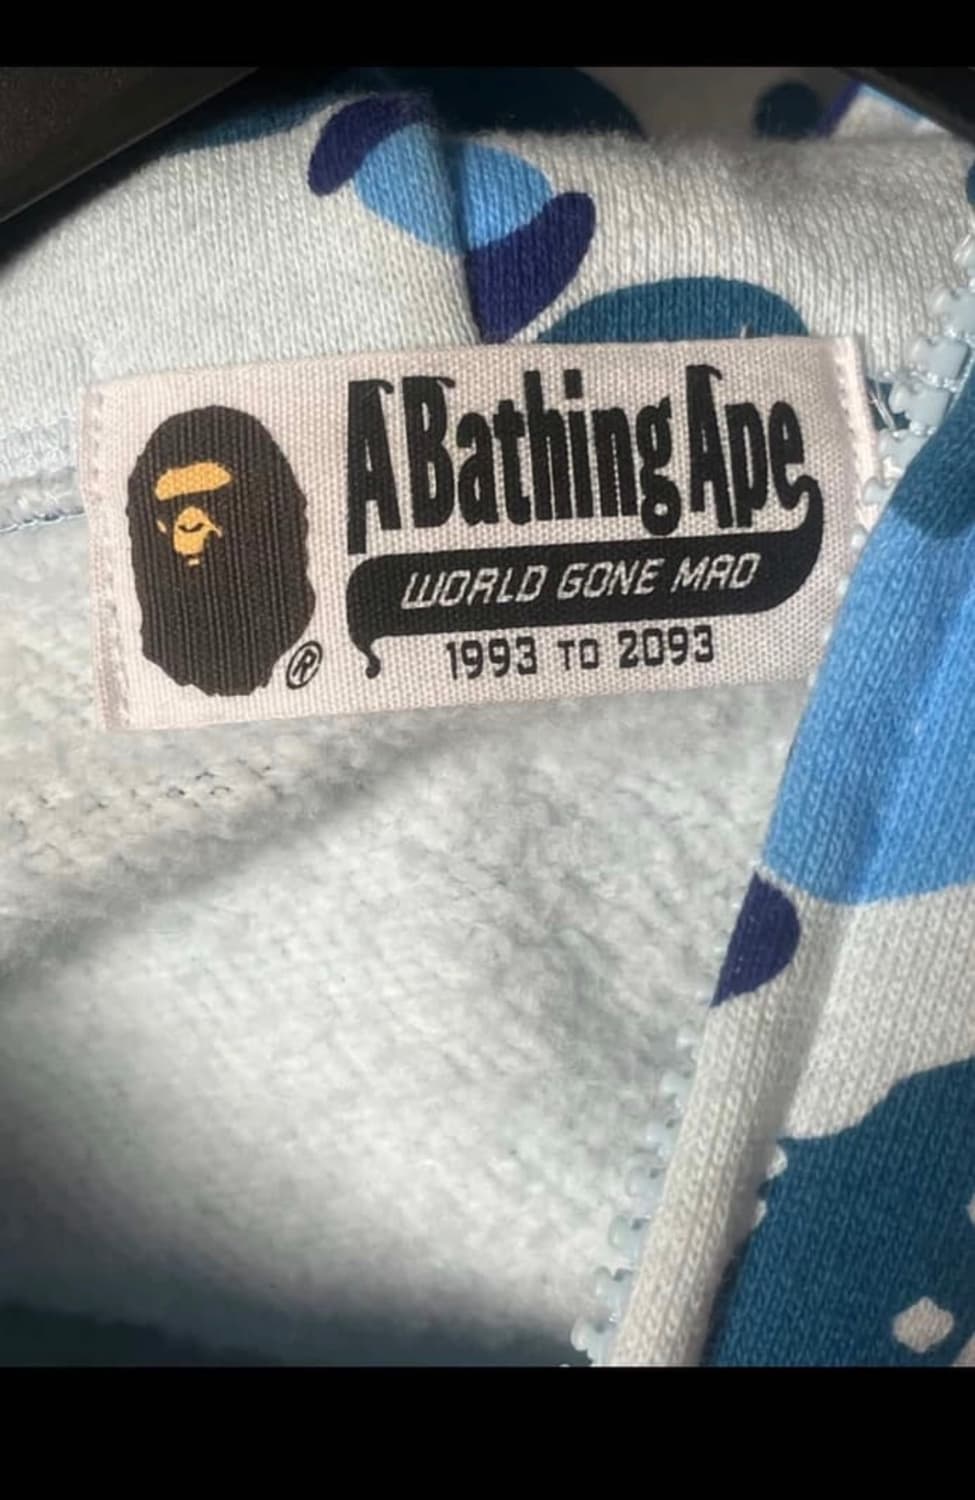 A Bathing Ape
WORLD GONE MAD
1993 TO 2093
®